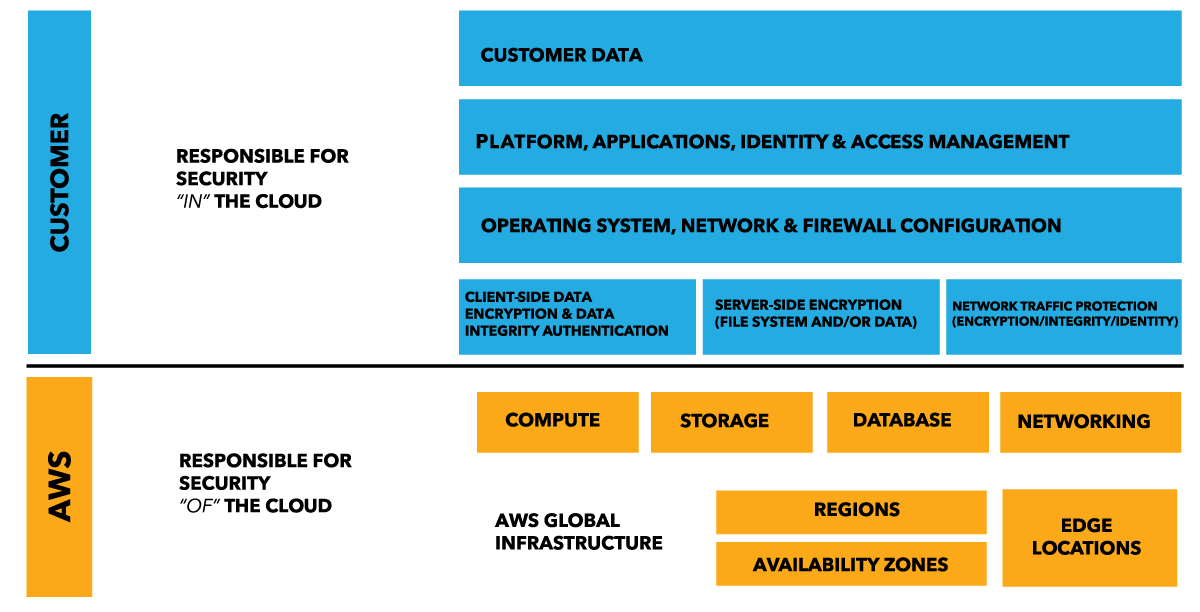 CUSTOMER
RESPONSIBLE FOR
SECURITY
“IN” THE CLOUD
CUSTOMER DATA
PLATFORM, APPLICATIONS, IDENTITY & ACCESS MANAGEMENT
OPERATING SYSTEM, NETWORK & FIREWALL CONFIGURATION
CLIENT-SIDE DATA
ENCRYPTION & DATA
INTEGRITY AUTHENTICATION
SERVER-SIDE ENCRYPTION
(FILE SYSTEM AND/OR DATA)
NETWORK TRAFFIC PROTECTION
(ENCRYPTION/INTEGRITY/IDENTITY)
AWS
RESPONSIBLE FOR
SECURITY
“OF” THE CLOUD
COMPUTE
STORAGE
DATABASE
NETWORKING
AWS GLOBAL
INFRASTRUCTURE
REGIONS
AVAILABILITY ZONES
EDGE
LOCATIONS